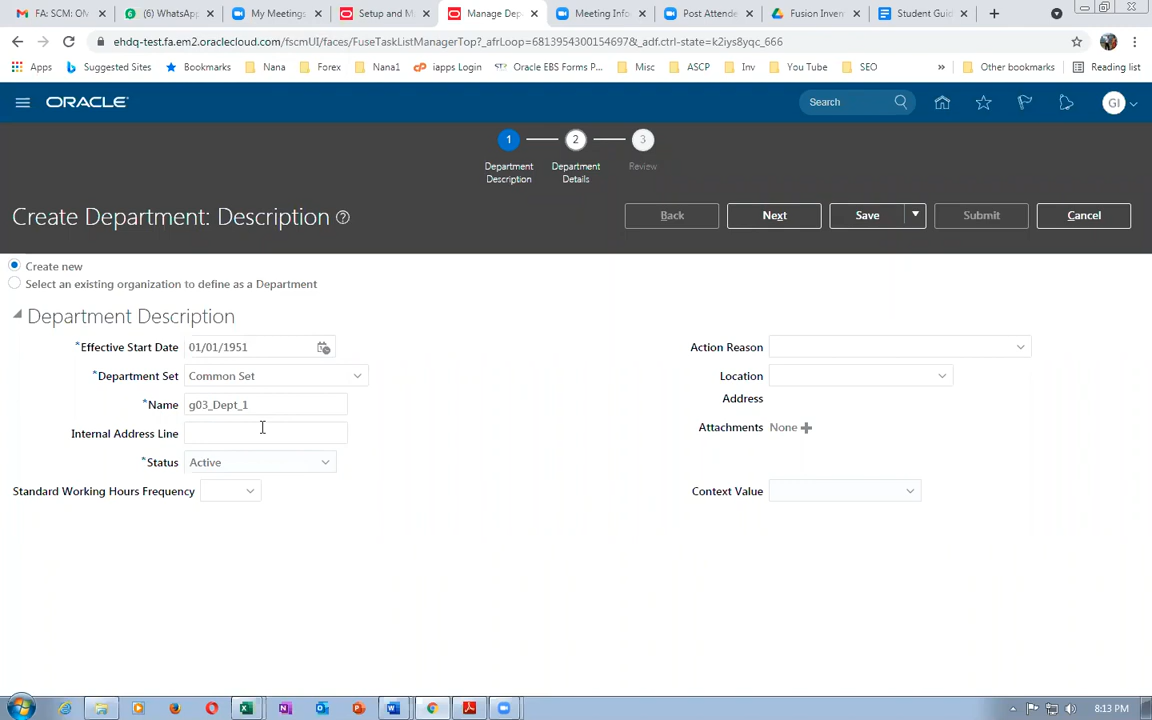 FA: SCM: OM
(6) WhatsApp
My Meetings
Setup and M
Manage Dep
Meeting Info
Post Attende
Fusion Inven
Student Guid
ehdq-test.fa.em2.oraclecloud.com/fscmUI/faces/FuseTaskListManagerTop?_afrLoop=6813954300154697&_adf.ctrl-state=k2iys8yqc_666
Apps
Suggested Sites
Bookmarks
Nana
Forex
Nana1
iapps Login
Oracle EBS Forms P...
Misc
ASCP
Inv
You Tube
SEO
»
Other bookmarks
Reading list
ORACLE
Search
GI
1
2
3
Department Description
Department Details
Review
Create Department: Description
Back
Next
Save
Submit
Cancel
Create new
Select an existing organization to define as a Department
Department Description
*Effective Start Date 01/01/1951
Action Reason
*Department Set Common Set
Location
*Name g03_Dept_1
Address
Internal Address Line
Attachments None
*Status Active
Standard Working Hours Frequency
Context Value
8:13 PM